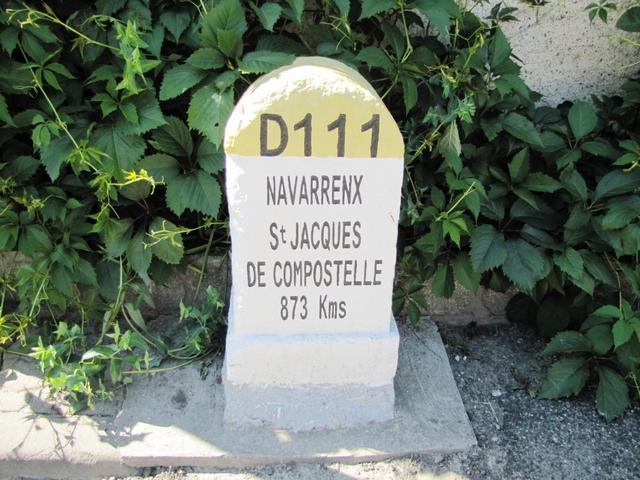 D111
NAVARRENX
St JACQUES
DE COMPOSTELLE
873 Kms